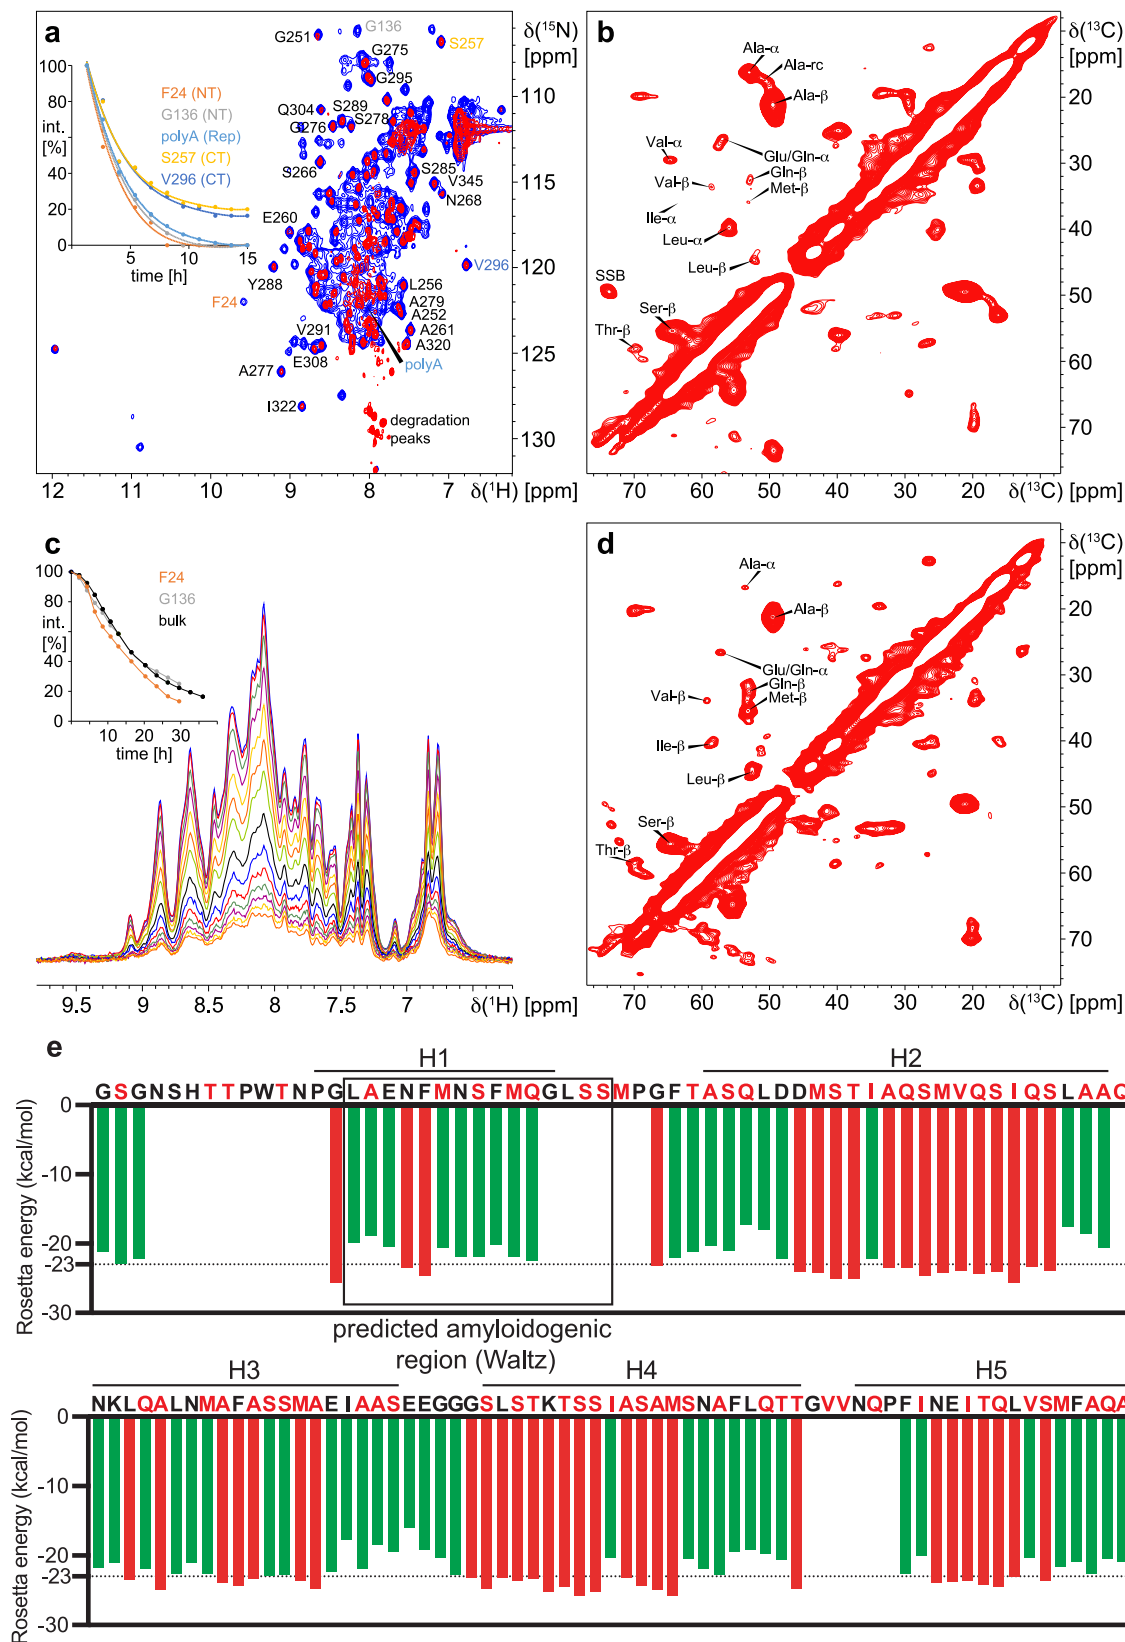 a
G136
G251
S257
δ(¹⁵N)
[ppm]
G275
G295
F24 (NT)
G136 (NT)
polyA (Rep)
S257 (CT)
V296 (CT)
100
80
int.
[%]
40
20
0
5
10
15
time [h]
Q304
S289
G276
S278
S266
S285
V345
N268
E260
V296
Y288
L256
F24
A279
A252
V291
A261
A320
E308
polyA
A277
I322
degradation
peaks
110
115
120
125
130
12
11
10
9
8
7
δ(¹H)
[ppm]
b
δ(¹³C)
[ppm]
Ala-α
Ala-rc
Ala-β
Val-α
Glu/Gln-α
Gln-β
Val-β
Met-β
Ile-α
Leu-α
Leu-β
SSB
Ser-β
Thr-β
20
30
40
50
60
70
70
60
50
40
30
20
δ(¹³C) [ppm]
c
100
80
int.
[%]
40
20
0
F24
G136
bulk
0
10
20
30
40
time [h]
9.5
9
8.5
8
7.5
7
δ(¹H) [ppm]
d
δ(¹³C)
[ppm]
Ala-α
Ala-β
Glu/Gln-α
Gln-β
Val-β
Met-β
Ile-β
Leu-β
Ser-β
Thr-β
20
30
40
50
60
70
70
60
50
40
30
20
δ(¹³C) [ppm]
e
H1
H2
GSGNSHTTPWTNPGLAENFMNSFMQGLSSMPGFTASQLDDMSTIAQSMVQSIQSLAAQ
0
-10
-20
-23
-30
Rosetta energy (kcal/mol)
predicted amyloidogenic
region (Waltz)
H3
H4
H5
NKLQALNMAFASSMAEIAASEEGGGSLSTKTSSIASAMSNAFLQTTGVVNQPFINEITQLVSMFAQA
0
-10
-20
-23
-30
Rosetta energy (kcal/mol)